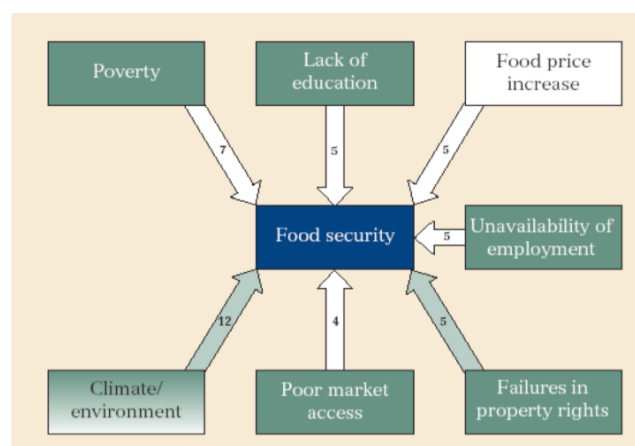 Poverty
Lack of
education
Food price
increase
7
5
5
Food security
5
Unavailability of
employment
12
4
5
Climate/
environment
Poor market
access
Failures in
property rights